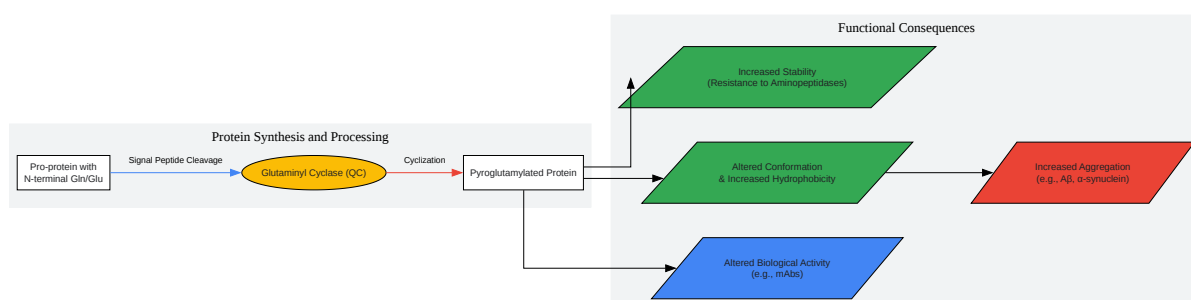 Functional Consequences
Increased Stability
(Resistance to Aminopeptidases)
Protein Synthesis and Processing
Pro-protein with
N-terminal Gln/Glu
Signal Peptide Cleavage
Glutaminyl Cyclase (QC)
Cyclization
Pyroglutamylated Protein
Altered Conformation
& Increased Hydrophobicity
Increased Aggregation
(e.g., Aβ, α-synuclein)
Altered Biological Activity
(e.g., mAbs)